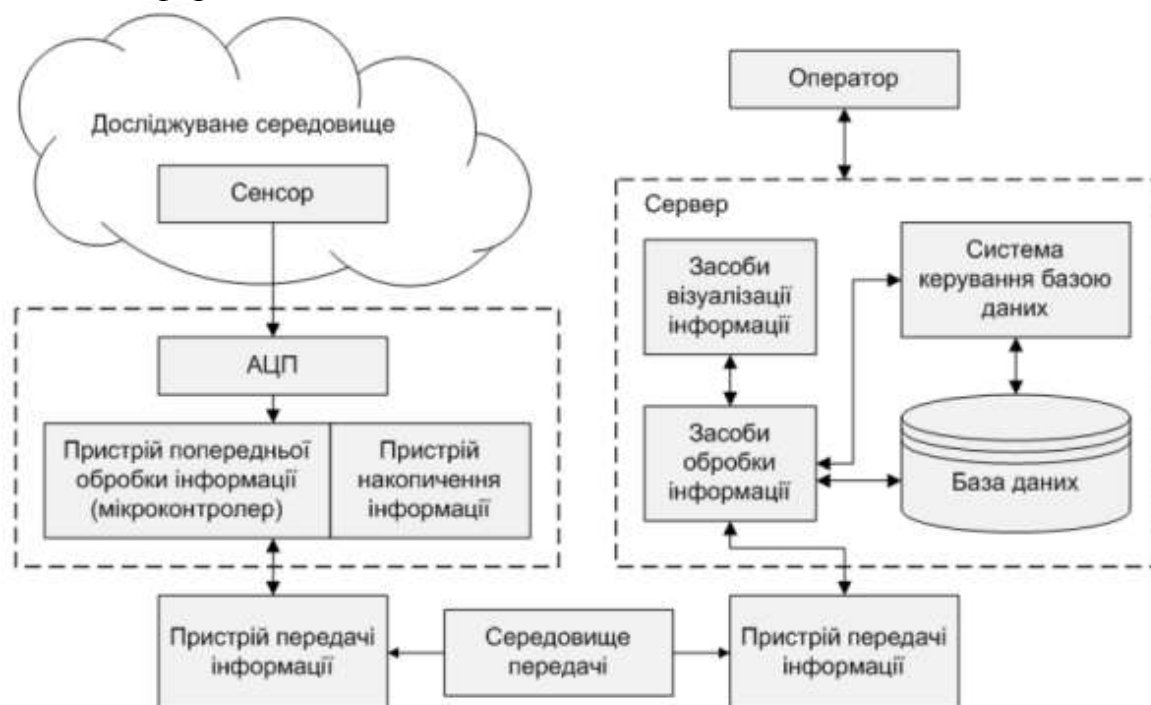 Досліджуване середовище
Сенсор
АЦП
Пристрій попередньої
обробки інформації
(мікроконтролер)
Пристрій
накопичення
інформації
Пристрій передачі
інформації
Середовище
передачі
Пристрій передачі
інформації
Оператор
Сервер
Засоби
візуалізації
інформації
Система
керування базою
даних
Засоби
обробки
інформації
База даних